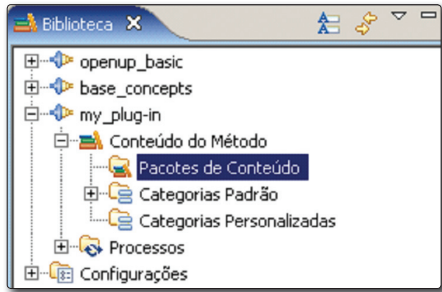 Biblioteca
openup_basic
base_concepts
my_plug-in
Conteúdo do Método
Pacotes de Conteúdo
Categorias Padrão
Categorias Personalizadas
Processos
Configurações